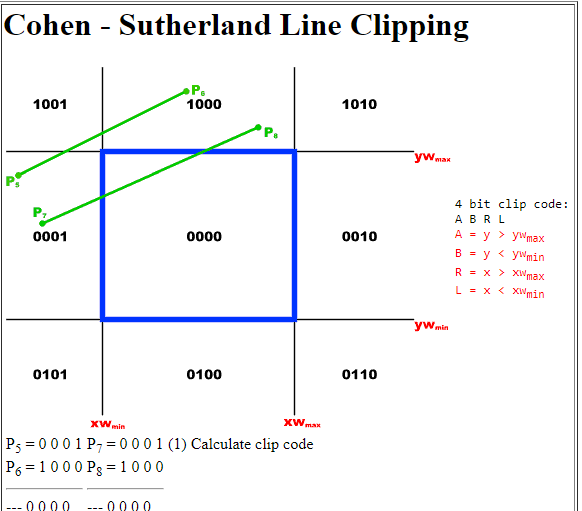 Cohen - Sutherland Line Clipping
P6
1001 1000 1010
P8
ywmax
P5
4 bit clip code:
A B R L
P7
A = y > ywmax
0001 0000 0010
B = y < ywmin
R = x > xwmax
L = x < xwmin
ywmin
0101 0100 0110
xwmin xwmax
P5 = 0 0 0 1 P7 = 0 0 0 1 (1) Calculate clip code
P6 = 1 0 0 0 P8 = 1 0 0 0
--- 0 0 0 0 --- 0 0 0 0